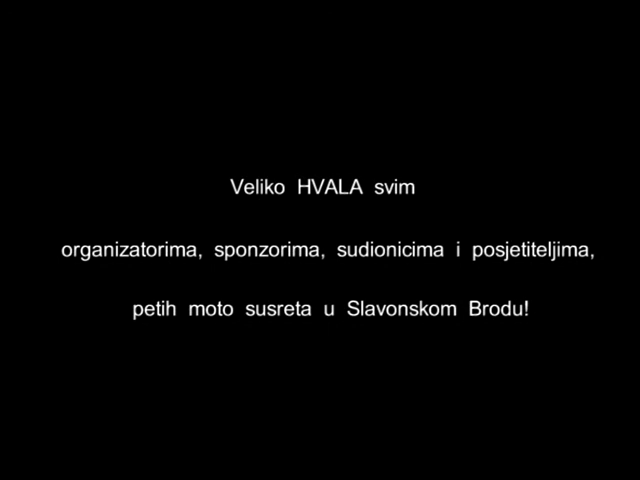 Veliko HVALA svim
organizatorima, sponzorima, sudionicima i posjetiteljima,
petih moto susreta u Slavonskom Brodu!